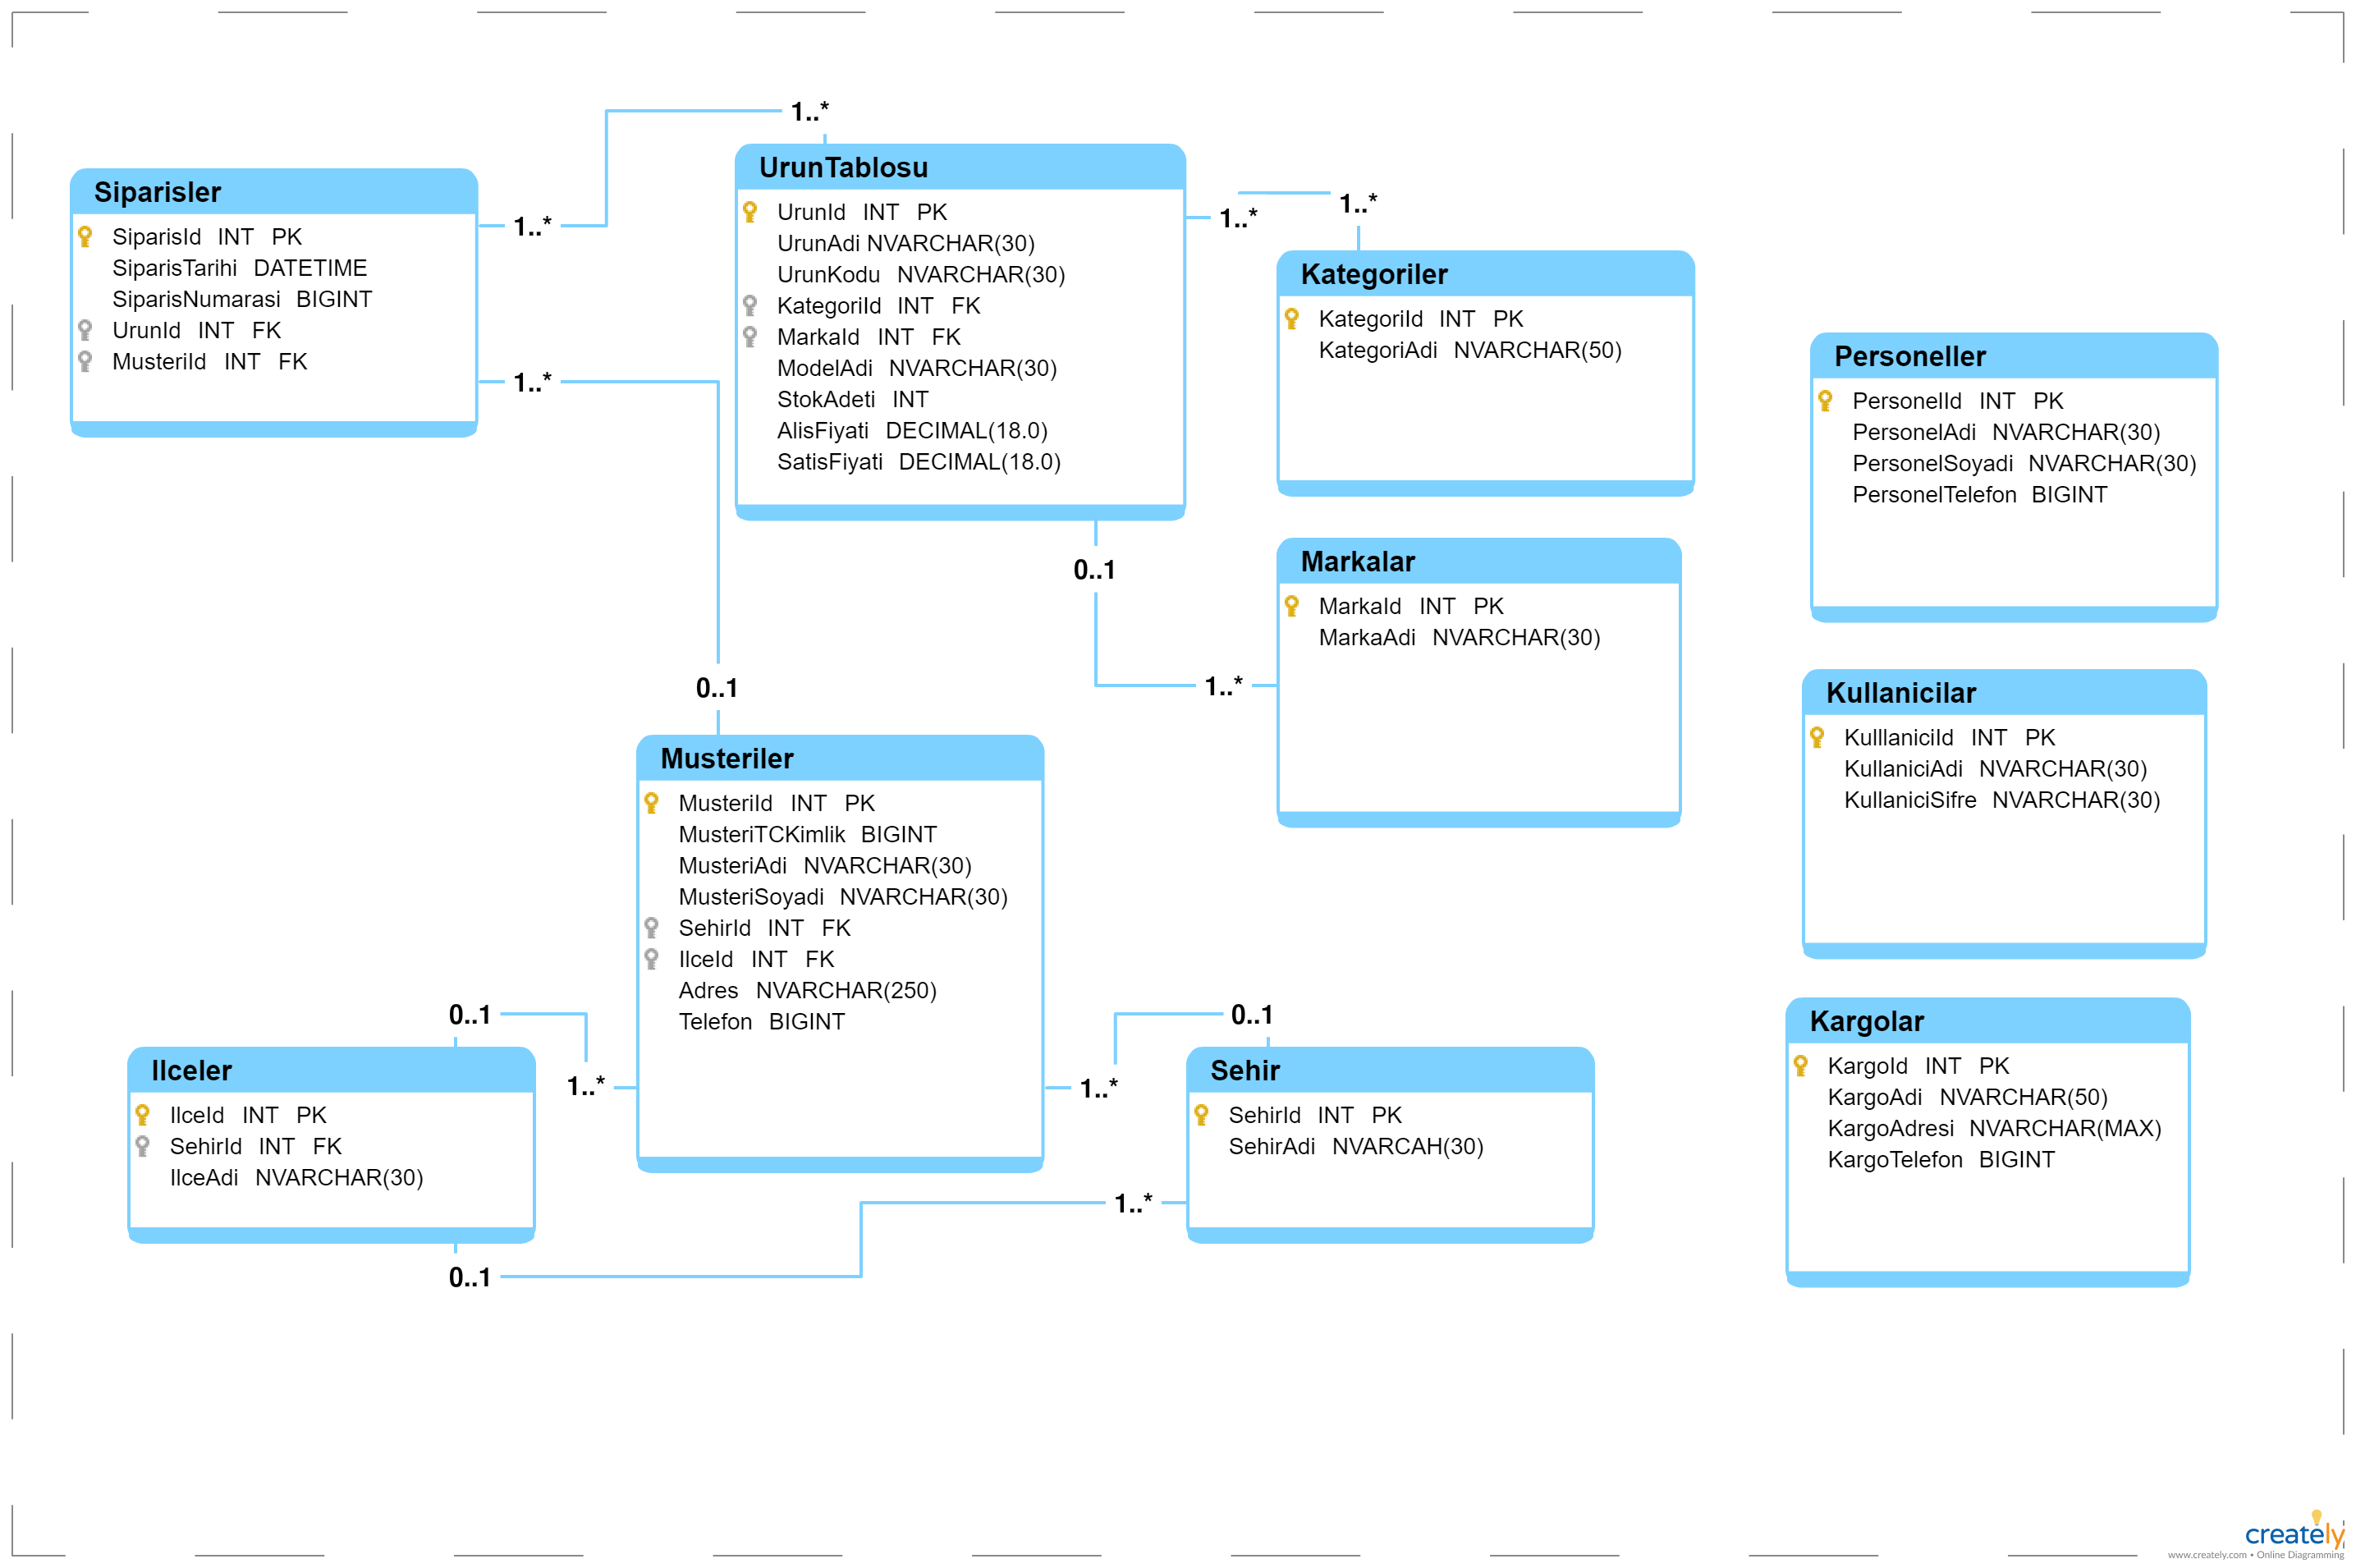 Siparisler
SiparisId INT PK
SiparisTarihi DATETIME
SiparisNumarasi BIGINT
UrunId INT FK
MusteriId INT FK
1..*
1..*
1..*
0..1
UrunTablosu
UrunId INT PK
UrunAdi NVARCHAR(30)
UrunKodu NVARCHAR(30)
KategoriId INT FK
MarkaId INT FK
ModelAdi NVARCHAR(30)
StokAdeti INT
AlisFiyati DECIMAL(18.0)
SatisFiyati DECIMAL(18.0)
1..*
1..*
0..1
1..*
Kategoriler
KategoriId INT PK
KategoriAdi NVARCHAR(50)
Markalar
MarkaId INT PK
MarkaAdi NVARCHAR(30)
Personeller
PersonelId INT PK
PersonelAdi NVARCHAR(30)
PersonelSoyadi NVARCHAR(30)
PersonelTelefon BIGINT
Kullanicilar
KulllaniciId INT PK
KullaniciAdi NVARCHAR(30)
KullaniciSifre NVARCHAR(30)
Musteriler
MusteriId INT PK
MusteriTCKimlik BIGINT
MusteriAdi NVARCHAR(30)
MusteriSoyadi NVARCHAR(30)
SehirId INT FK
IlceId INT FK
Adres NVARCHAR(250)
Telefon BIGINT
0..1
1..*
1..*
0..1
Ilceler
IlceId INT PK
SehirId INT FK
IlceAdi NVARCHAR(30)
Sehir
SehirId INT PK
SehirAdi NVARCAH(30)
0..1
1..*
Kargolar
KargoId INT PK
KargoAdi NVARCHAR(50)
KargoAdresi NVARCHAR(MAX)
KargoTelefon BIGINT
creately
www.creately.com • Online Diagramming